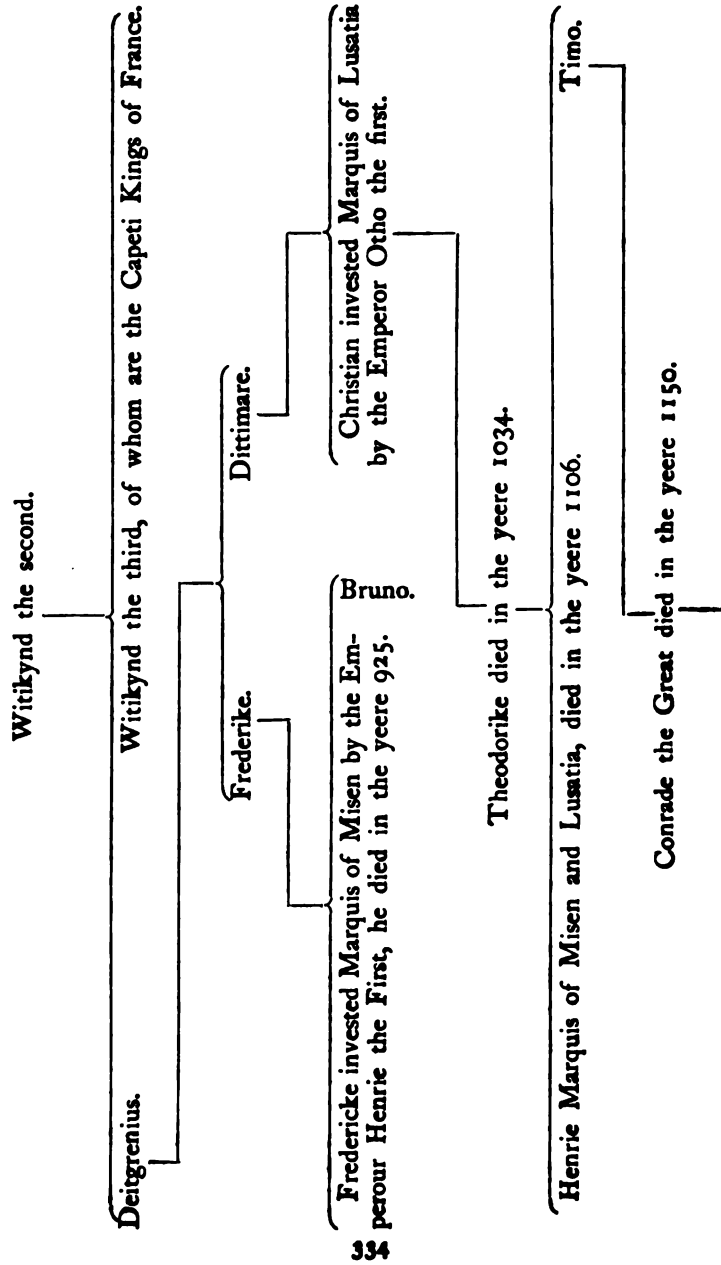 Witikynd the second.
Deitgrenius.
Witikynd the third, of whom are the Capeti Kings of France.
Frederike.
Dittimare.
Fredericke invested Marquis of Misen by the Em-
perour Henrie the First, he died in the yeere 925.
Bruno.
Christian invested Marquis of Lusatia
by the Emperor Otho the first.
Theodorike died in the yeere 1034.
Henrie Marquis of Misen and Lusatia, died in the yeere 1106.
Timo.
Conrade the Great died in the yeere 1150.
334